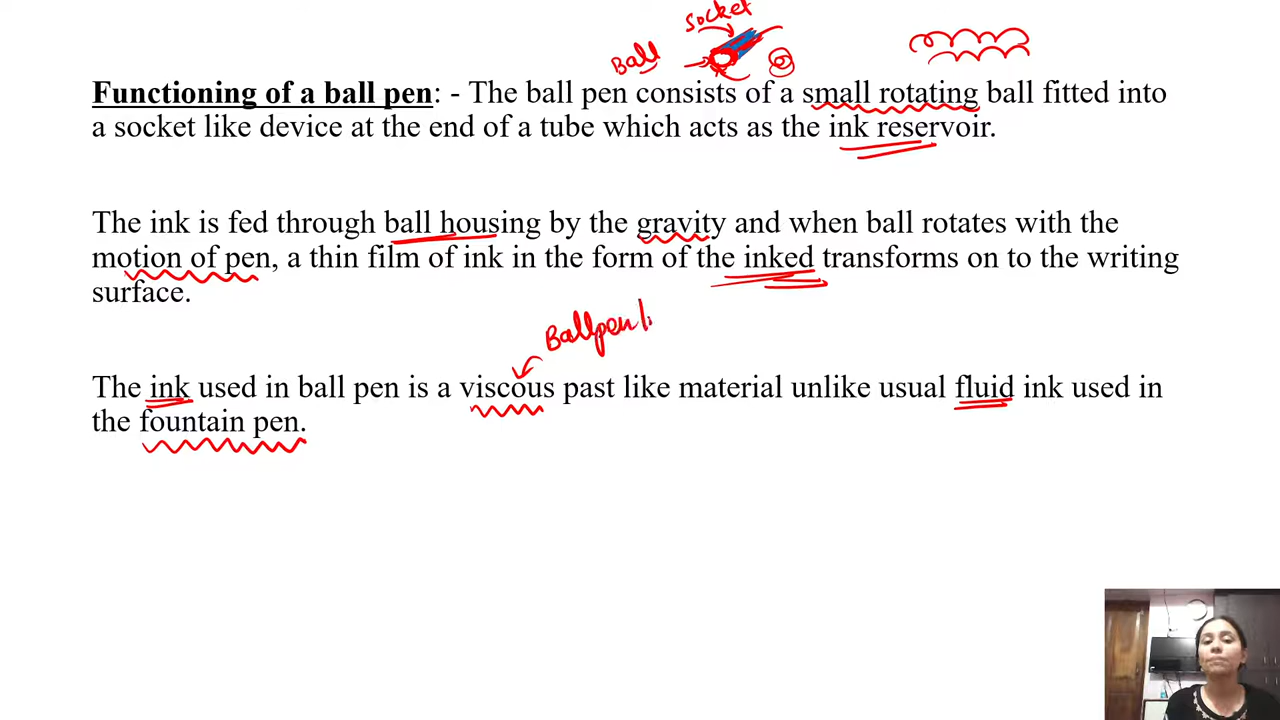 Socket
Ball
Functioning of a ball pen: - The ball pen consists of a small rotating ball fitted into
a socket like device at the end of a tube which acts as the ink reservoir.
The ink is fed through ball housing by the gravity and when ball rotates with the
motion of pen, a thin film of ink in the form of the inked transforms on to the writing
surface.
Ballpen
The ink used in ball pen is a viscous past like material unlike usual fluid ink used in
the fountain pen.